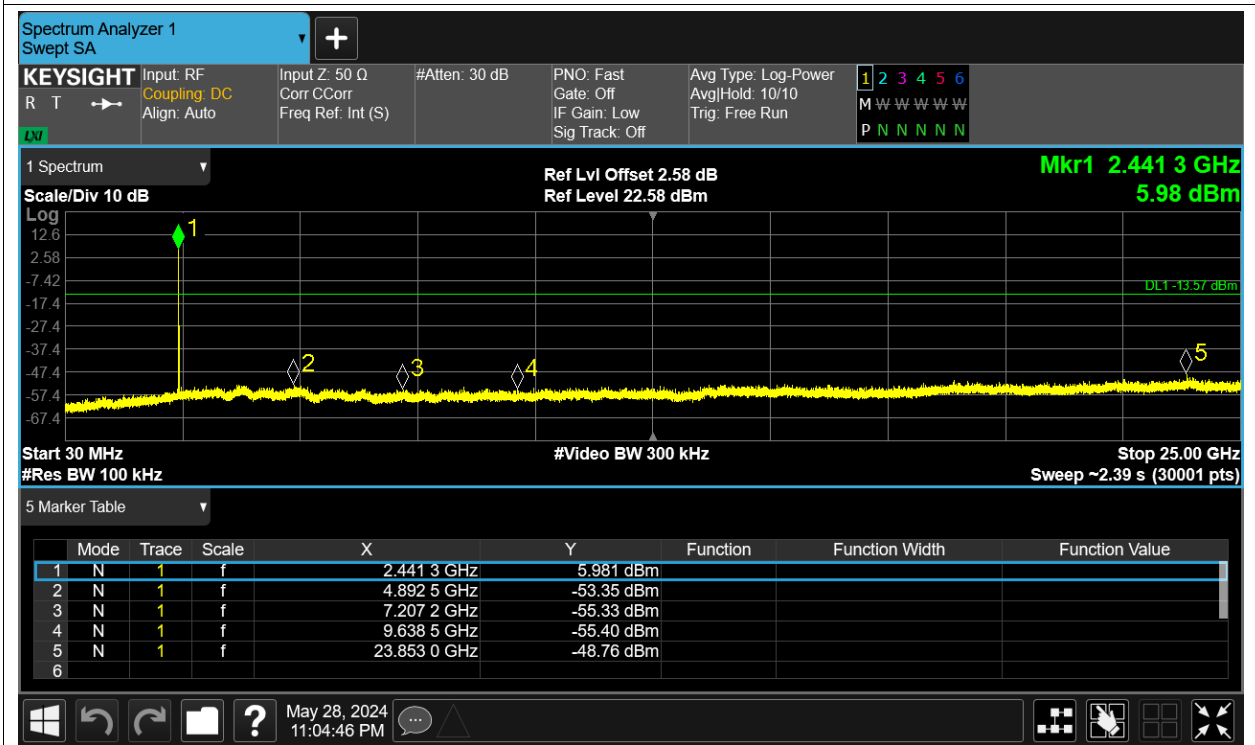 Spectrum Analyzer 1
Swept SA
KEYSIGHT
R T
LXI
Input: RF
Coupling: DC
Align: Auto
Input Z: 50 Ω
Corr CCorr
Freq Ref: Int (S)
#Atten: 30 dB
PNO: Fast
Gate: Off
IF Gain: Low
Sig Track: Off
Avg Type: Log-Power
Avg|Hold: 10/10
Trig: Free Run
1 2 3 4 5 6
M W W W W W
P N N N N N
1 Spectrum
Scale/Div 10 dB
Ref Lvl Offset 2.58 dB
Ref Level 22.58 dBm
Mkr1 2.441 3 GHz
5.98 dBm
Log
12.6
2.58
-7.42
-17.4
-27.4
-37.4
-47.4
-57.4
-67.4
1
2
3
4
5
DL1 -13.57 dBm
Start 30 MHz
#Video BW 300 kHz
Stop 25.00 GHz
#Res BW 100 kHz
Sweep ~2.39 s (30001 pts)
5 Marker Table
Mode Trace Scale X Y Function Function Width Function Value
1 N 1 f 2.441 3 GHz 5.981 dBm
2 N 1 f 4.892 5 GHz -53.35 dBm
3 N 1 f 7.207 2 GHz -55.33 dBm
4 N 1 f 9.638 5 GHz -55.40 dBm
5 N 1 f 23.853 0 GHz -48.76 dBm
6
?
May 28, 2024
11:04:46 PM